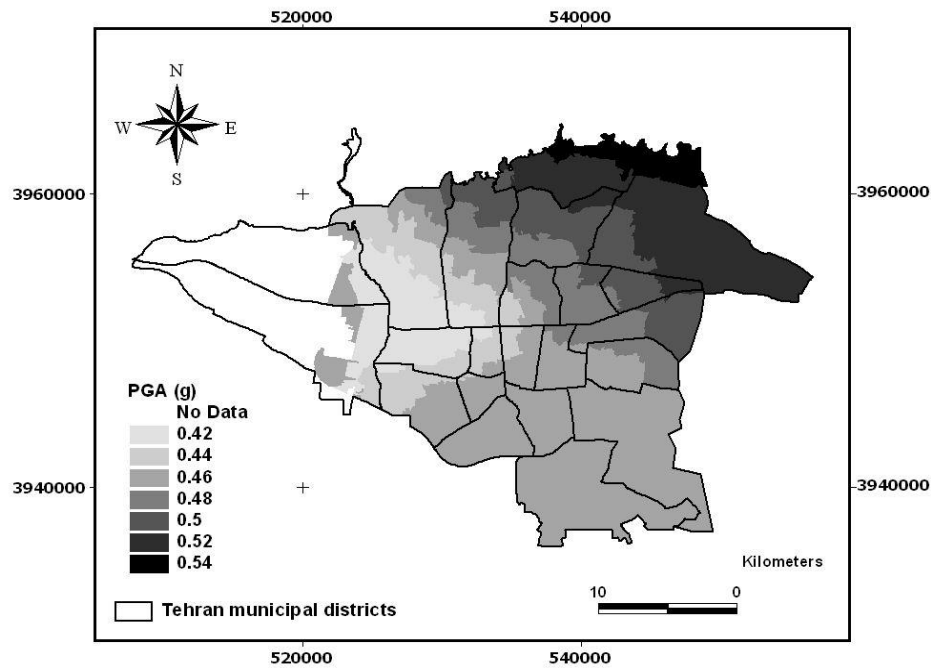 520000 540000
N
W E
S
3960000 3960000
PGA (g)
No Data
0.42
0.44
0.46
0.48
0.5
0.52
0.54
3940000 3940000
Kilometers
10 0
Tehran municipal districts
520000 540000